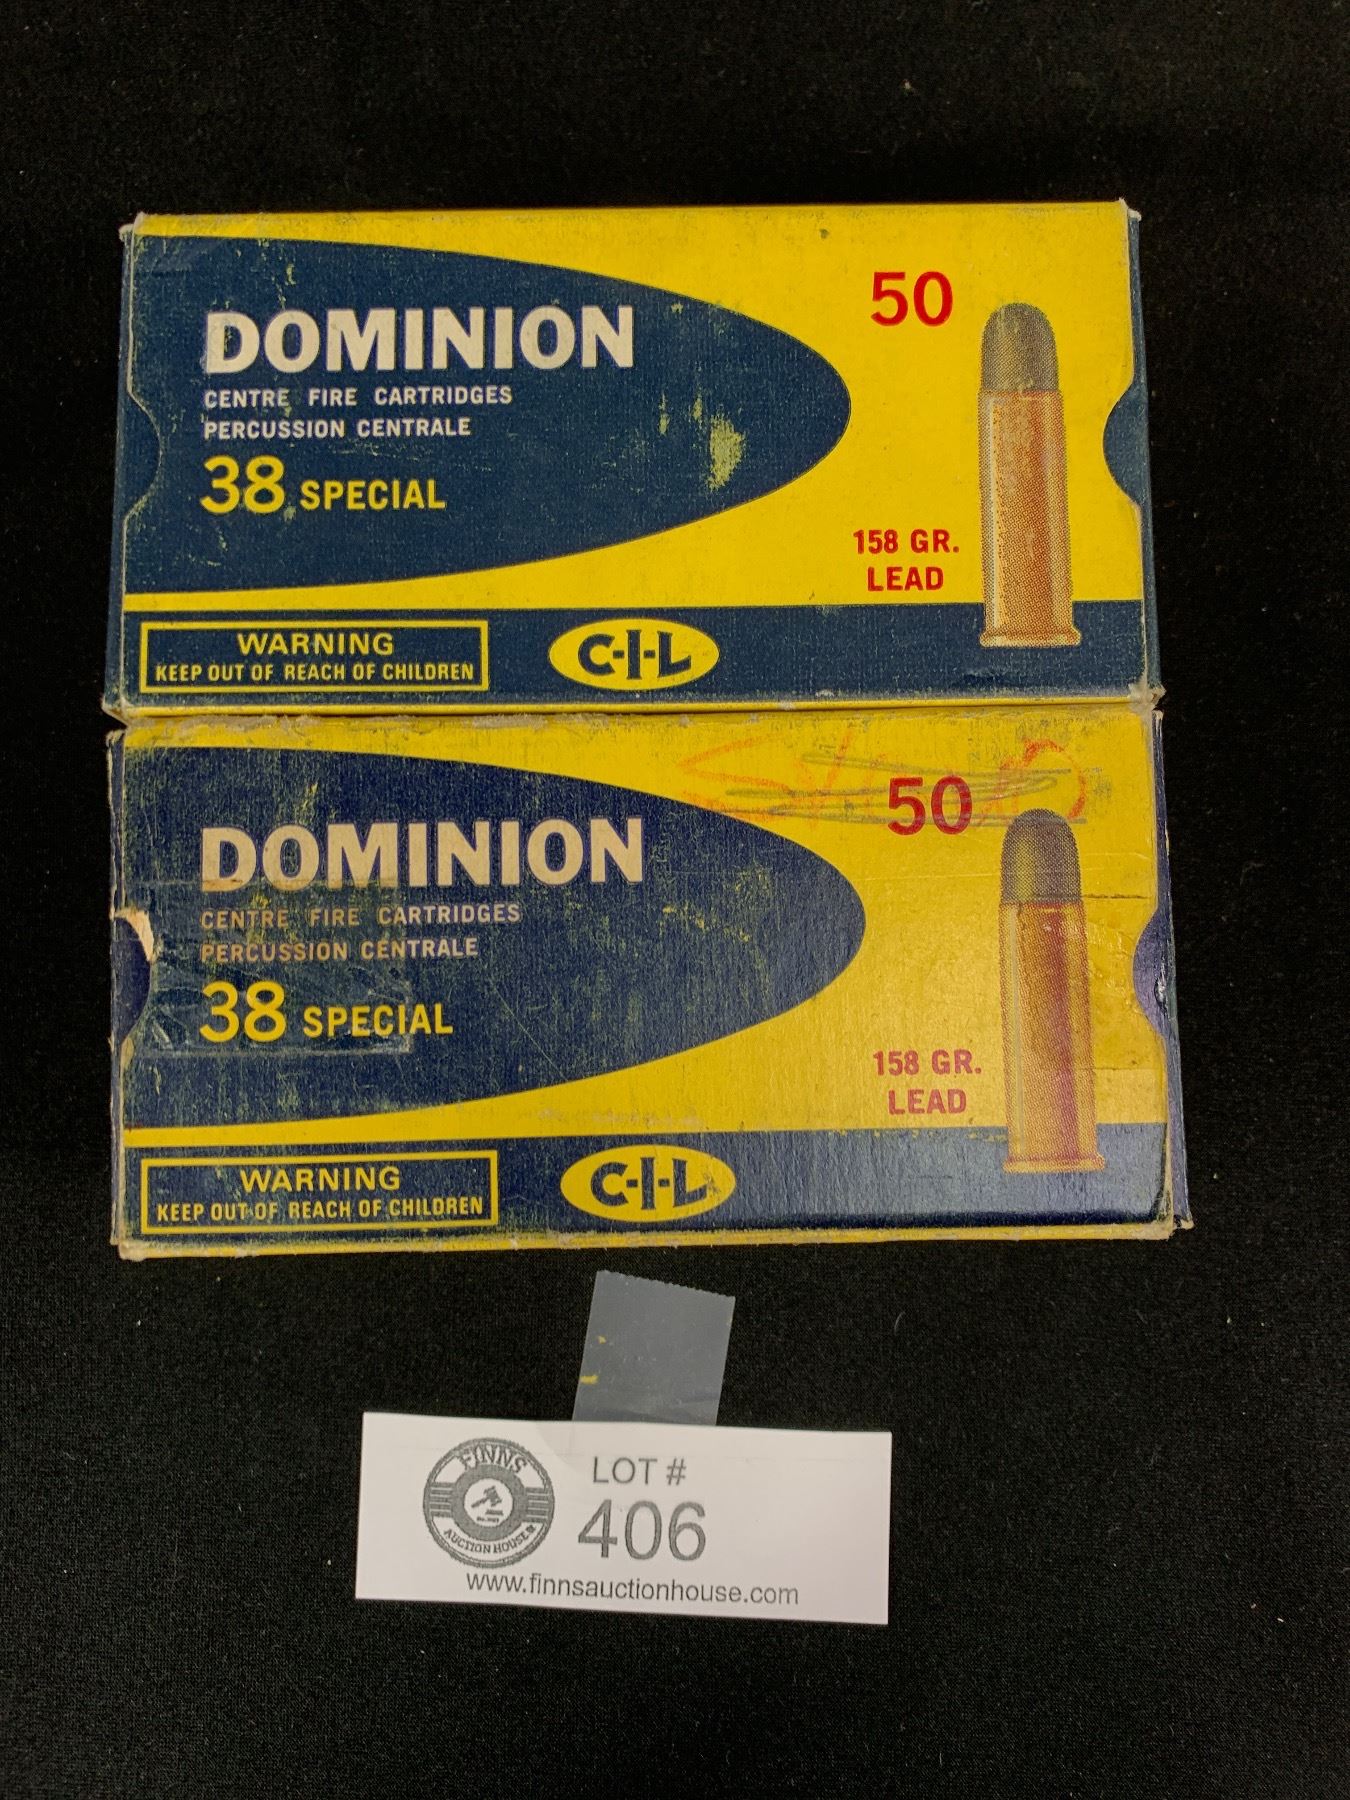 DOMINION
CENTRE FIRE CARTRIDGES
PERCUSSION CENTRALE
38 SPECIAL
50
158 GR.
LEAD
WARNING
KEEP OUT OF REACH OF CHILDREN
C-I-L
DOMINION
CENTRE FIRE CARTRIDGES
PERCUSSION CENTRALE
38 SPECIAL
50
158 GR.
LEAD
WARNING
KEEP OUT OF REACH OF CHILDREN
C-I-L
FINNS
AUCTION HOUSE
LOT #
406
www.finnsauctionhouse.com